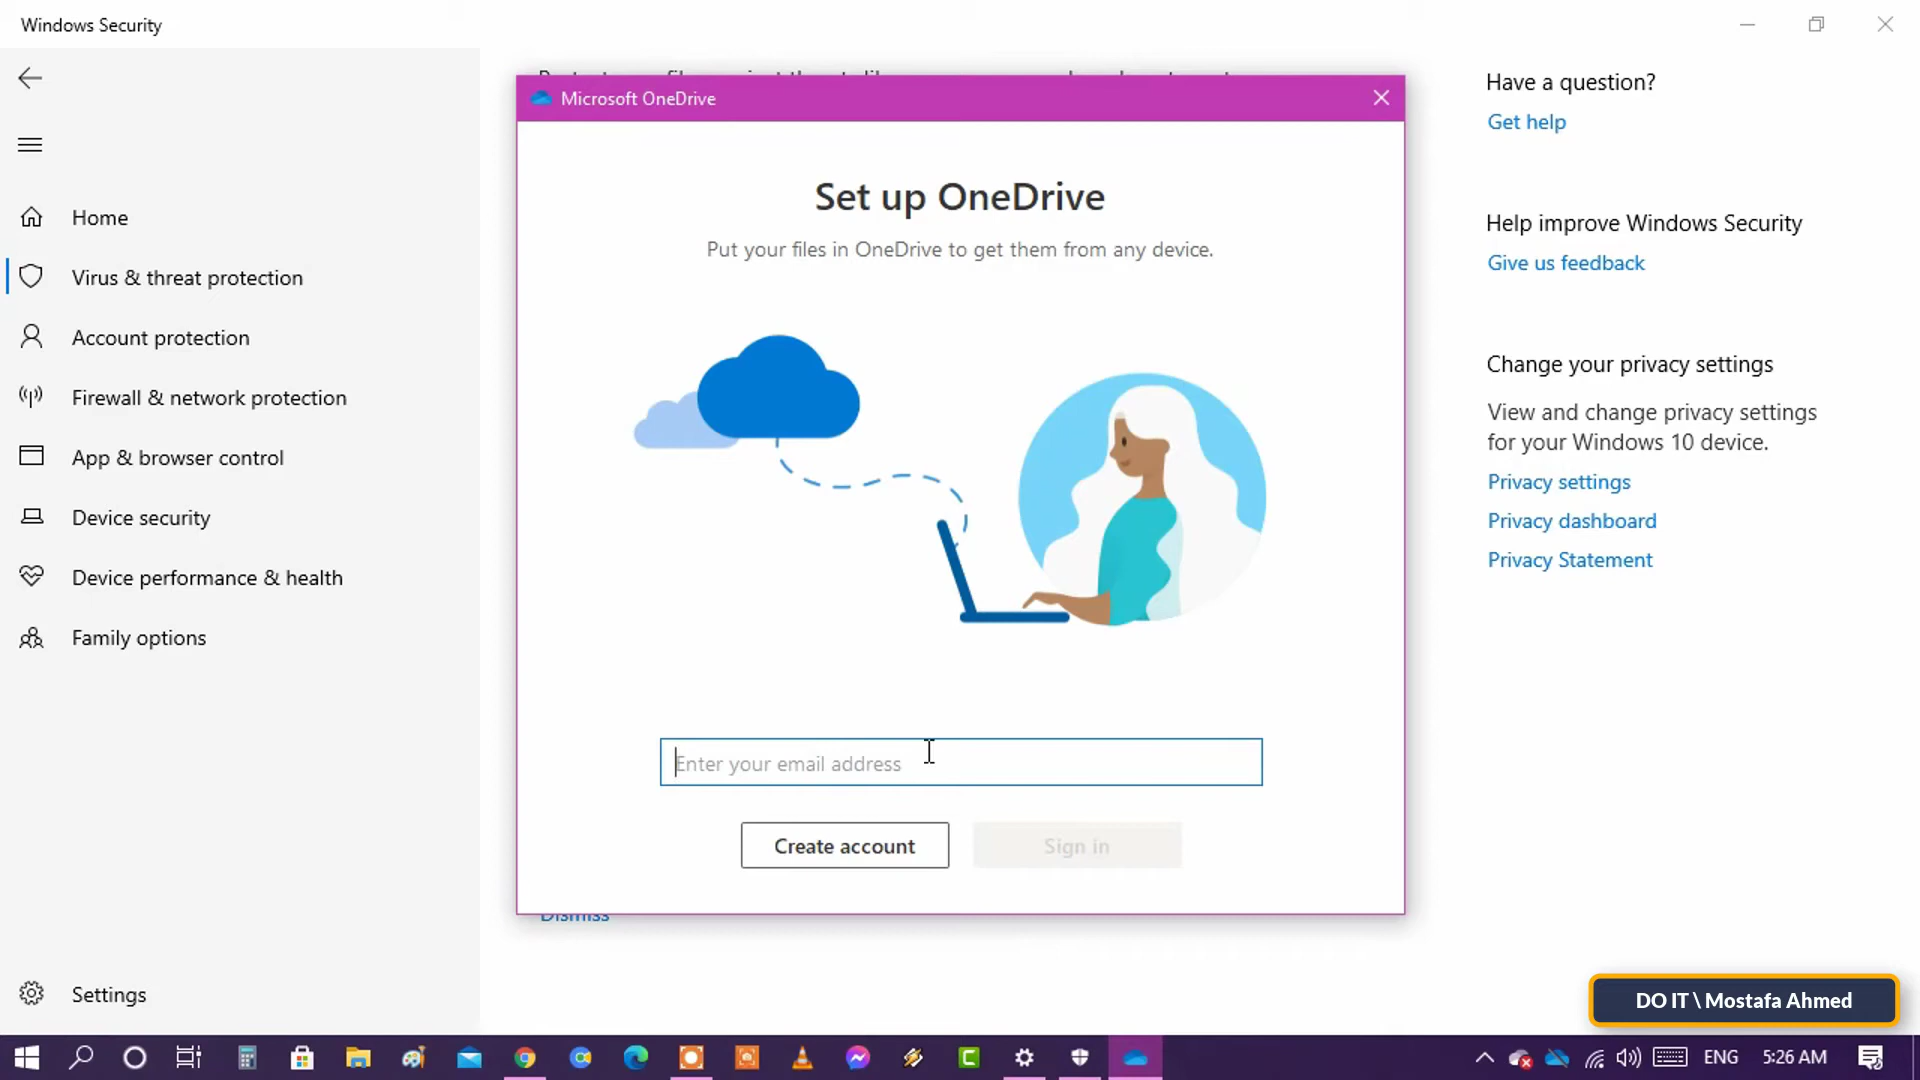 Windows Security
Home
Virus & threat protection
Account protection
Firewall & network protection
App & browser control
Device security
Device performance & health
Family options
Settings
Microsoft OneDrive
Set up OneDrive
Put your files in OneDrive to get them from any device.
Enter your email address
Create account
Sign in
Dismiss
Have a question?
Get help
Help improve Windows Security
Give us feedback
Change your privacy settings
View and change privacy settings
for your Windows 10 device.
Privacy settings
Privacy dashboard
Privacy Statement
DO IT \ Mostafa Ahmed
ENG
5:26 AM